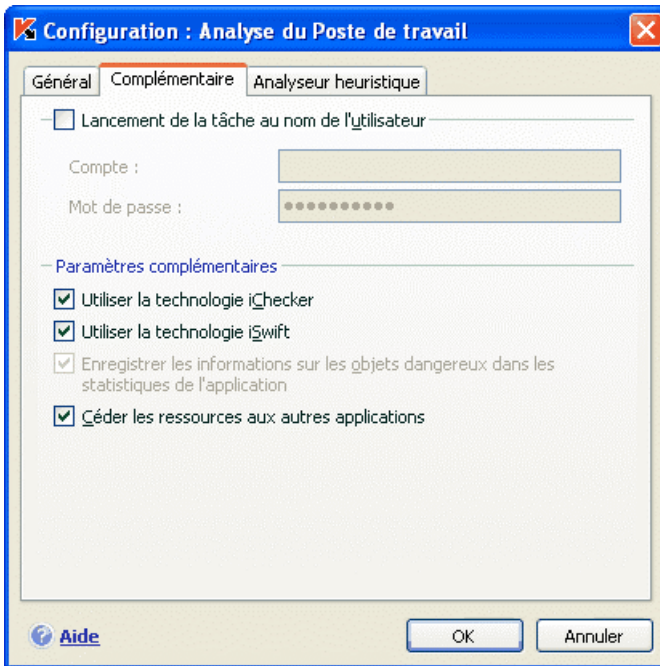 Configuration : Analyse du Poste de travail
Général
Complémentaire
Analyseur heuristique
Lancement de la tâche au nom de l'utilisateur
Compte :
Mot de passe :
Paramètres complémentaires
Utiliser la technologie iChecker
Utiliser la technologie iSwift
Enregistrer les informations sur les objets dangereux dans les
statistiques de l'application
Céder les ressources aux autres applications
Aide
OK
Annuler